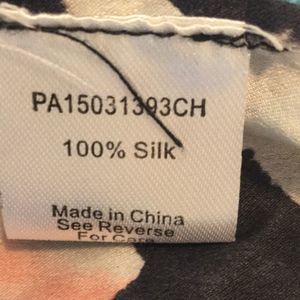 PA15031393CH
100% Silk
Made in China
See Reverse
For Care